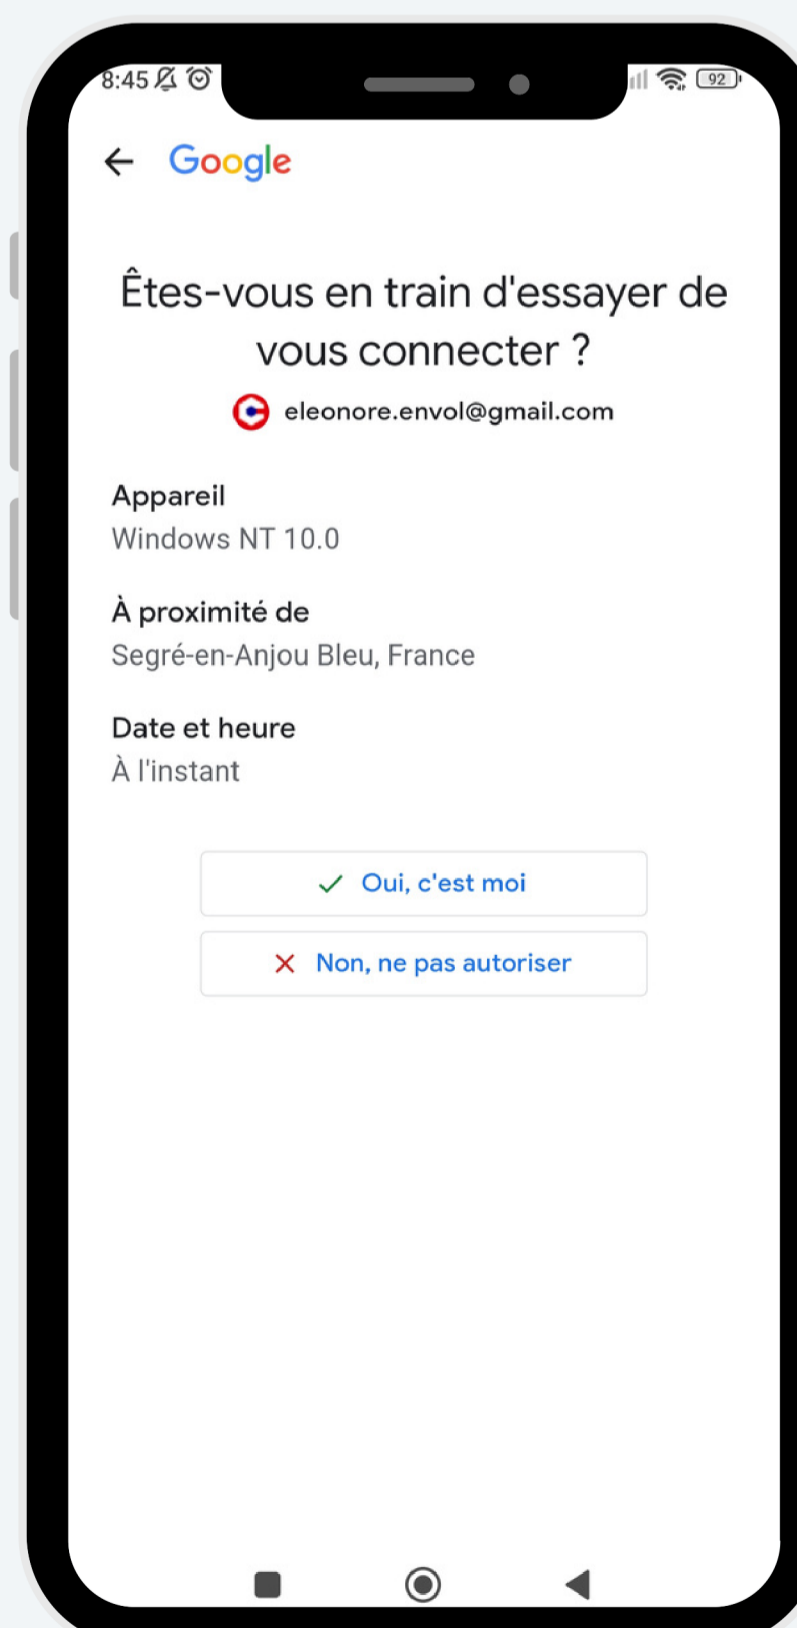 8:45
92
Google
Êtes-vous en train d'essayer de
vous connecter ?
eleonore.envol@gmail.com
Appareil
Windows NT 10.0
À proximité de
Segré-en-Anjou Bleu, France
Date et heure
À l'instant
Oui, c'est moi
Non, ne pas autoriser